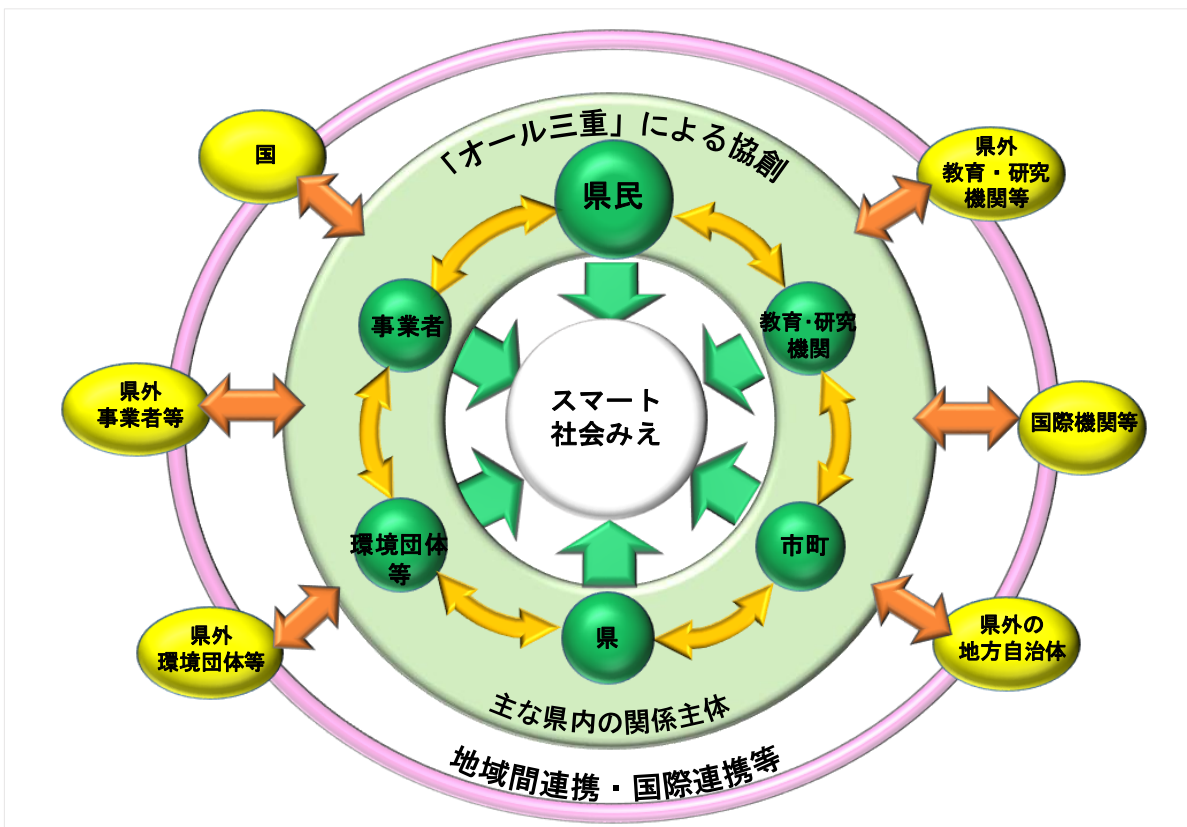 「オール三重」による協創
国
県外
教育・研究
機関等
県民
事業者
教育・研究
機関
県外
事業者等
スマート
社会みえ
国際機関等
環境団体
等
市町
県
県外
環境団体等
県外の
地方自治体
主な県内の関係主体
地域間連携・国際連携等